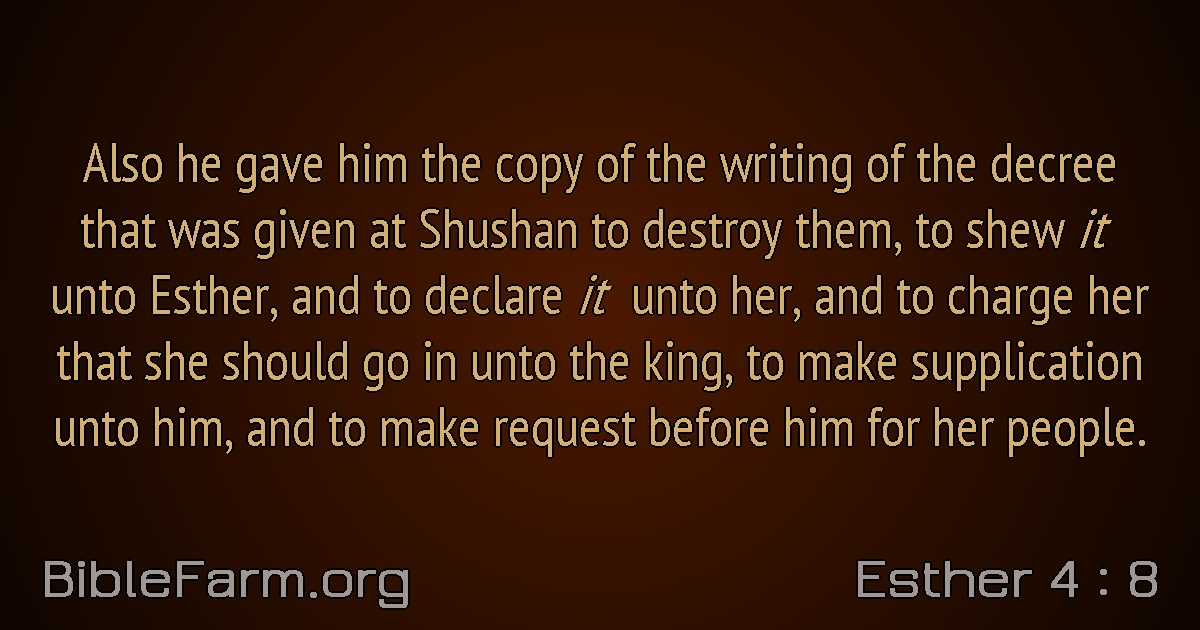 Also he gave him the copy of the writing of the decree
that was given at Shushan to destroy them, to shew it
unto Esther, and to declare it unto her, and to charge her
that she should go in unto the king, to make supplication
unto him, and to make request before him for her people.
BibleFarm.org
Esther 4 : 8